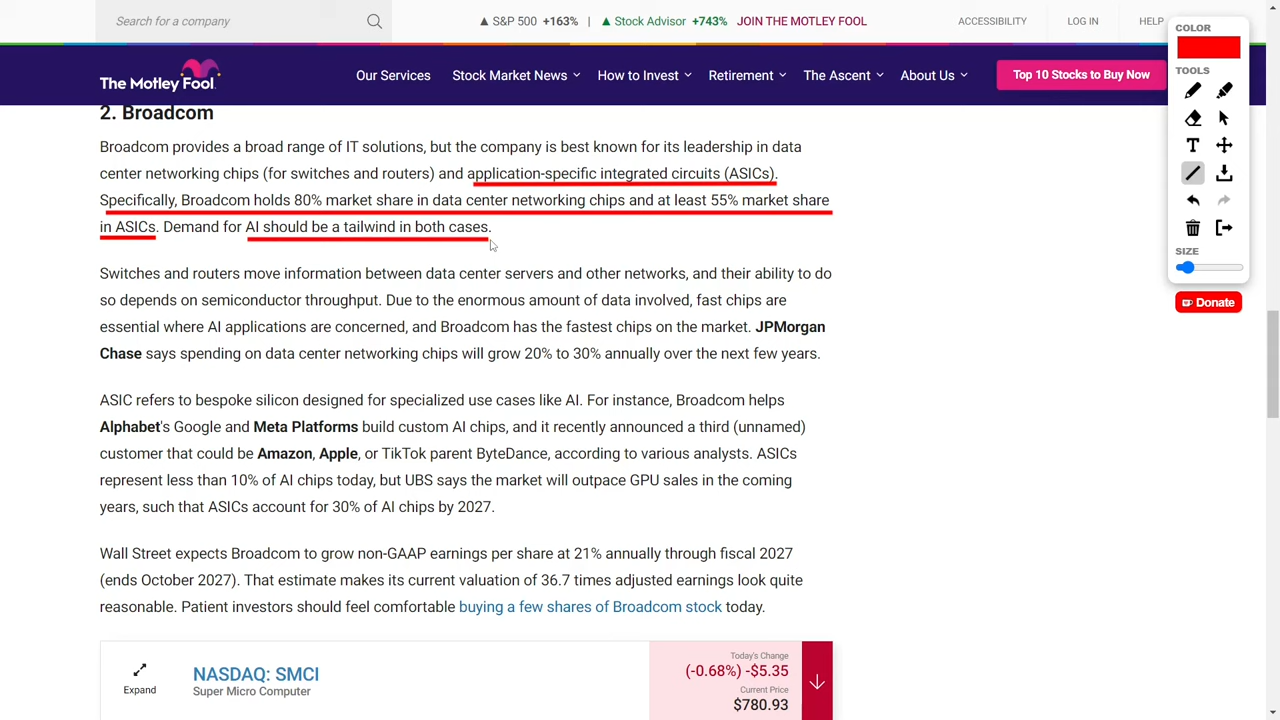 Search for a company
▲ S&P 500 +163% | ▲ Stock Advisor +743% JOIN THE MOTLEY FOOL
ACCESSIBILITY LOG IN HELP
The Motley Fool
Our Services Stock Market News How to Invest Retirement The Ascent About Us Top 10 Stocks to Buy Now
COLOR
TOOLS
T
SIZE
Donate
2. Broadcom
Broadcom provides a broad range of IT solutions, but the company is best known for its leadership in data
center networking chips (for switches and routers) and application-specific integrated circuits (ASICs).
Specifically, Broadcom holds 80% market share in data center networking chips and at least 55% market share
in ASICs. Demand for AI should be a tailwind in both cases.
Switches and routers move information between data center servers and other networks, and their ability to do
so depends on semiconductor throughput. Due to the enormous amount of data involved, fast chips are
essential where AI applications are concerned, and Broadcom has the fastest chips on the market. JPMorgan
Chase says spending on data center networking chips will grow 20% to 30% annually over the next few years.
ASIC refers to bespoke silicon designed for specialized use cases like AI. For instance, Broadcom helps
Alphabet's Google and Meta Platforms build custom AI chips, and it recently announced a third (unnamed)
customer that could be Amazon, Apple, or TikTok parent ByteDance, according to various analysts. ASICs
represent less than 10% of AI chips today, but UBS says the market will outpace GPU sales in the coming
years, such that ASICs account for 30% of AI chips by 2027.
Wall Street expects Broadcom to grow non-GAAP earnings per share at 21% annually through fiscal 2027
(ends October 2027). That estimate makes its current valuation of 36.7 times adjusted earnings look quite
reasonable. Patient investors should feel comfortable buying a few shares of Broadcom stock today.
Expand
NASDAQ: SMCI
Super Micro Computer
Today's Change
(-0.68%) -$5.35
Current Price
$780.93